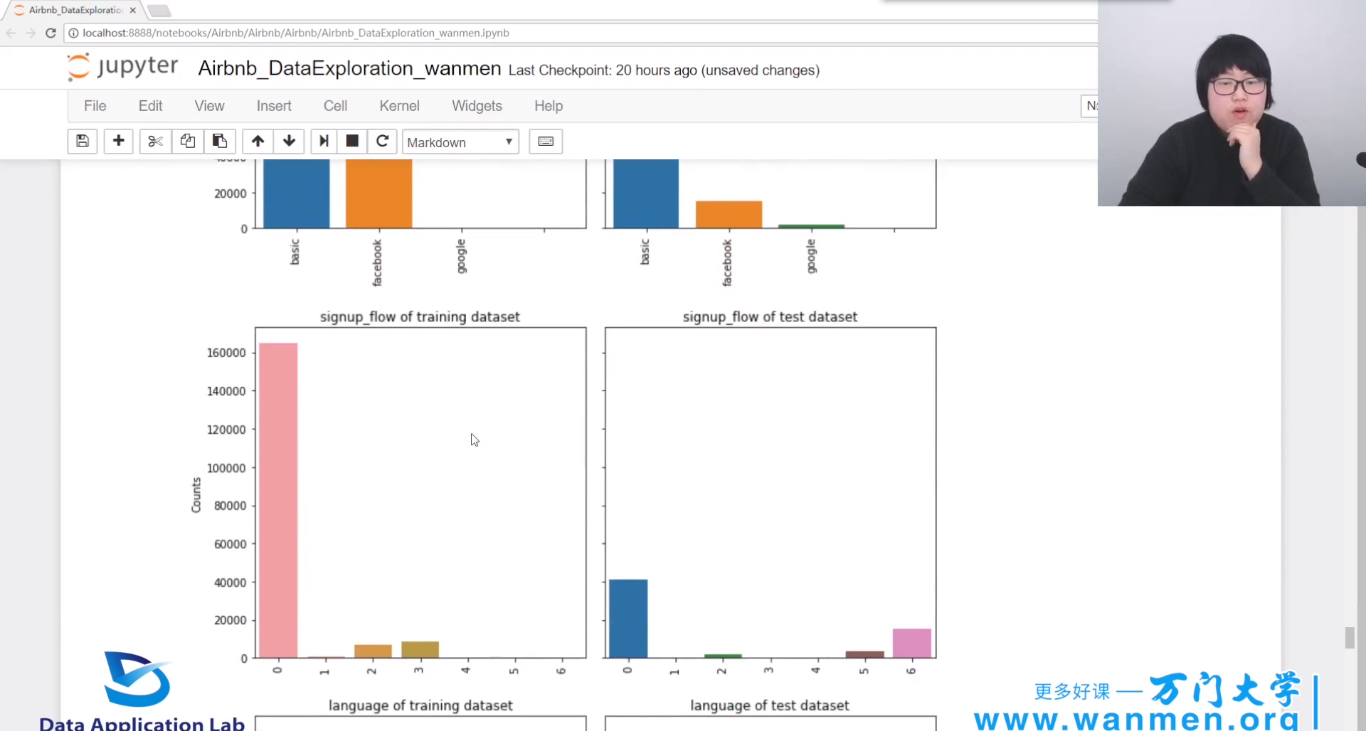 Airbnb_DataExploratio
localhost:8888/notebooks/Airbnb/Airbnb/Airbnb/Airbnb_DataExploration_wanmen.ipynb
jupyter Airbnb_DataExploration_wanmen Last Checkpoint: 20 hours ago (unsaved changes)
File Edit View Insert Cell Kernel Widgets Help
Markdown
20000
0
basic facebook google basic facebook google
signup_flow of training dataset signup_flow of test dataset
160000
140000
120000
100000
80000
60000
40000
20000
0
Counts
0 1 2 3 4 5 6 0 1 2 3 4 5 6
language of training dataset language of test dataset
Data Application Lab
更多好课 — 万门大学
www.wanmen.org